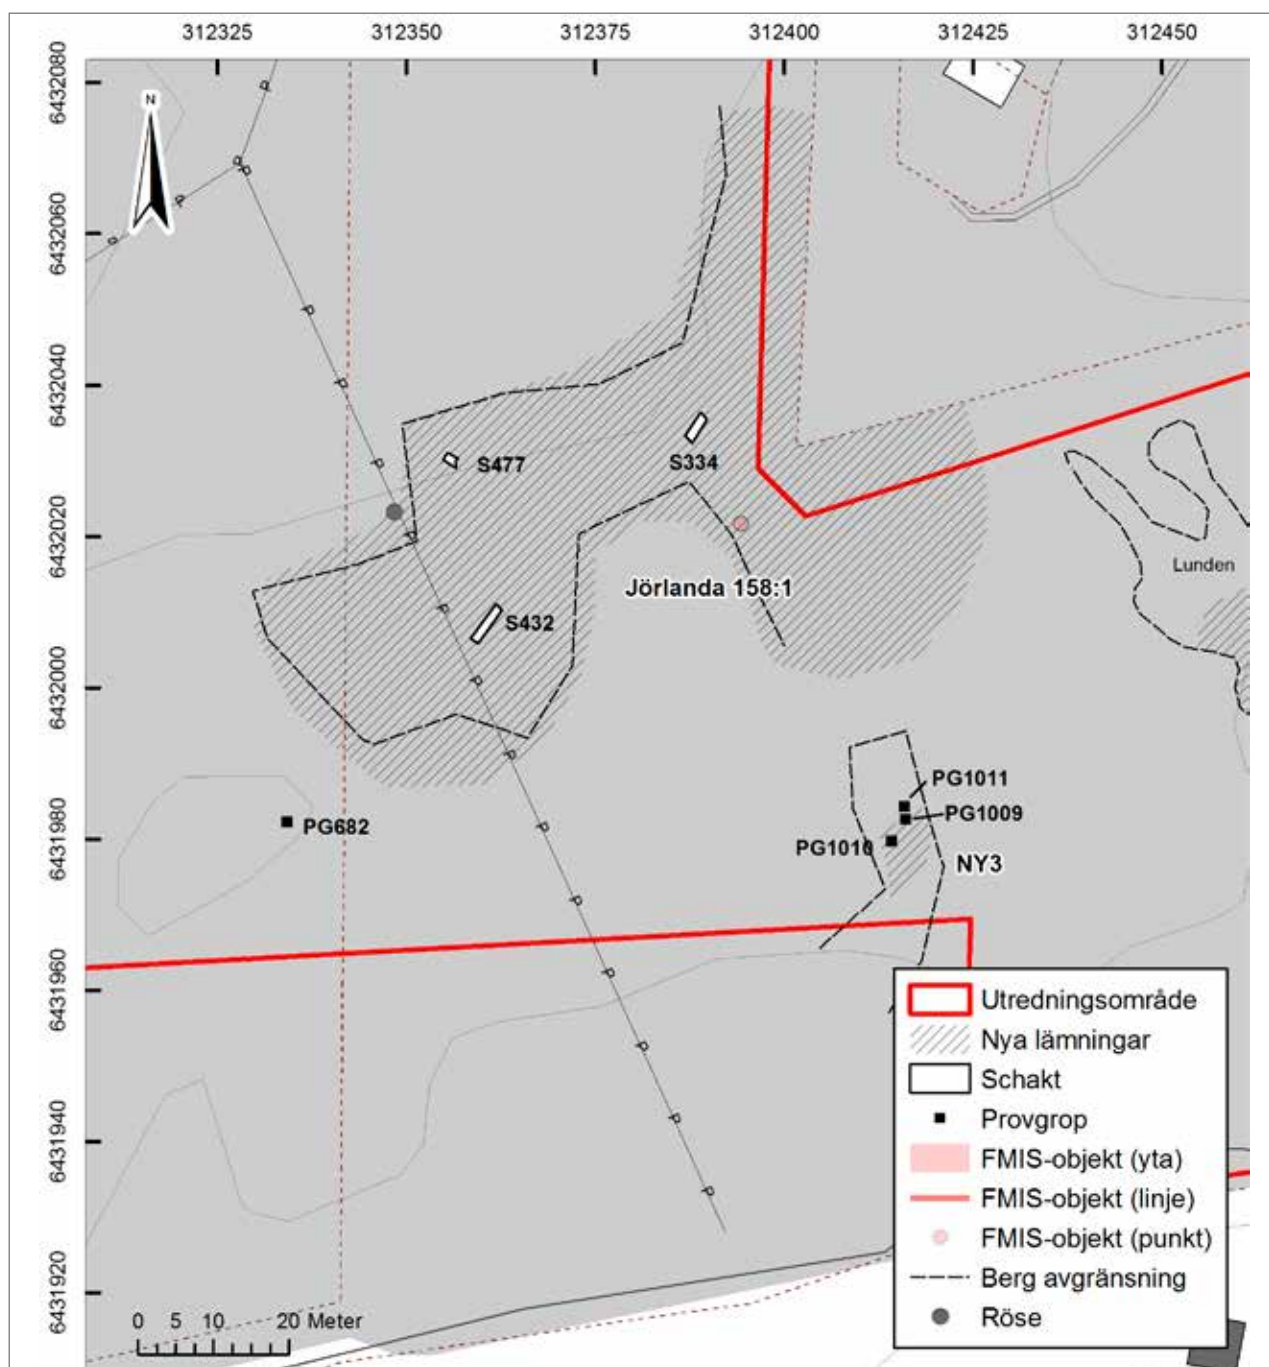 312325 312350 312375 312400 312425 312450
6432080
N
6432060
6432040
S477
S334
6432020
Lunden
Jörlanda 158:1
S432
6432000
PG1011
PG1009
6431980
PG682
PG1010
NY3
6431960
Utredningsområde
Nya lämningar
Schakt
Provgrop
6431940
FMIS-objekt (yta)
FMIS-objekt (linje)
FMIS-objekt (punkt)
Berg avgränsning
6431920
Röse
0 5 10 20 Meter